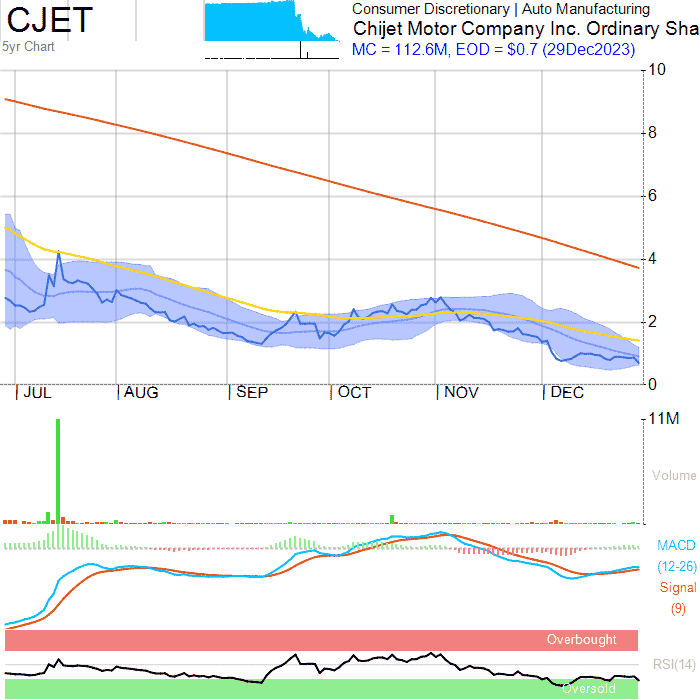 CJET
5yr Chart
Consumer Discretionary | Auto Manufacturing
Chijet Motor Company Inc. Ordinary Sha
MC = 112.6M, EOD = $0.7 (29Dec2023)
10
8
6
4
2
0
JUL AUG SEP OCT NOV DEC
11M
Volume
MACD
(12-26)
Signal
(9)
Overbought
RSI(14)
Oversold